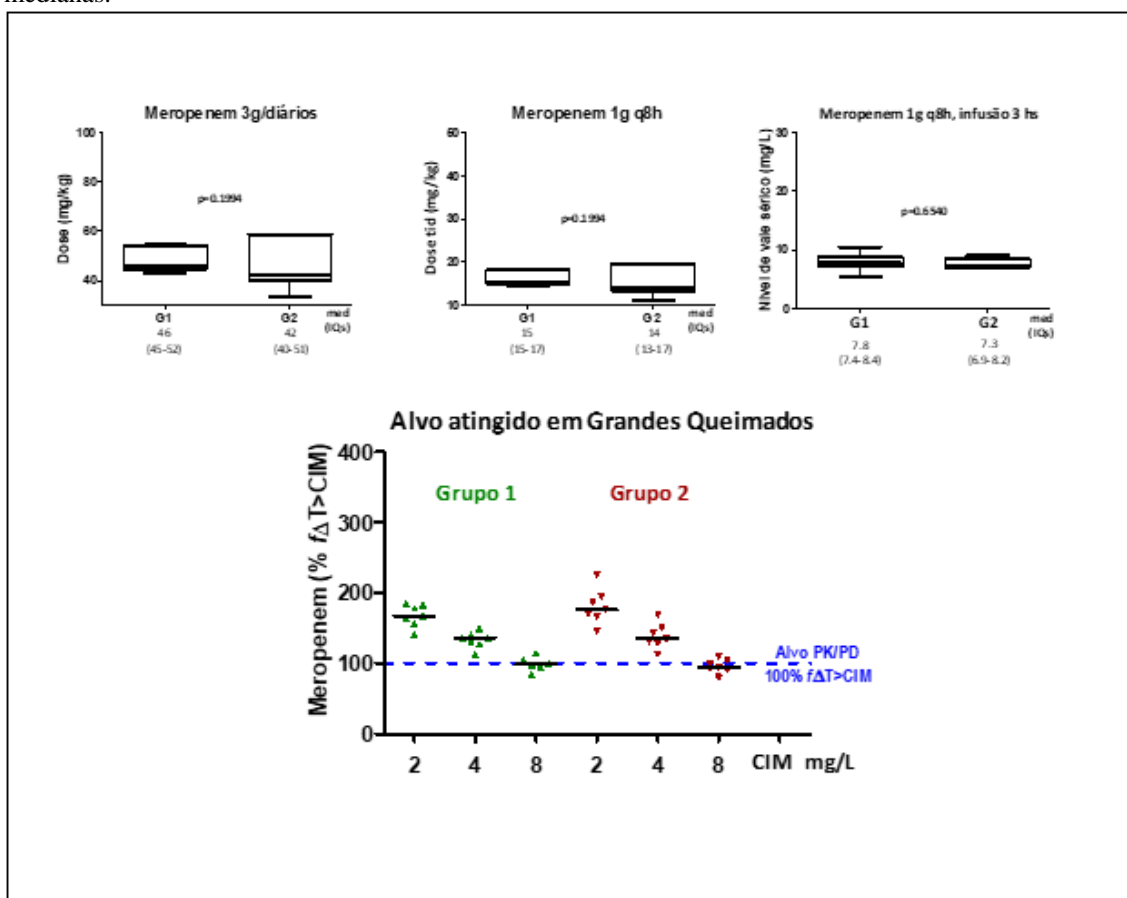 medianas.
Meropenem 3g/diários
Dose (mg/kg)
100
80
60
40
p=0.1994
G1
G2
med
(IQs)
46
42
(45-52)
(40-51)
Meropenem 1g q8h
Dose tid (mg/kg)
60
50
40
30
20
10
p=0.1994
G1
G2
med
(IQs)
15
14
(15-17)
(13-17)
Meropenem 1g q8h, infusão 3 hs
Nível de vale sérico (mg/L)
30
20
10
0
p=0.6540
G1
G2
med
(IQs)
7.8
7.3
(7.4-8.4)
(6.9-8.2)
Alvo atingido em Grandes Queimados
Meropenem (% fΔT>CIM)
400
300
200
100
0
Grupo 1
Grupo 2
Alvo PK/PD
100% fΔT>CIM
2
4
8
2
4
8
CIM mg/L